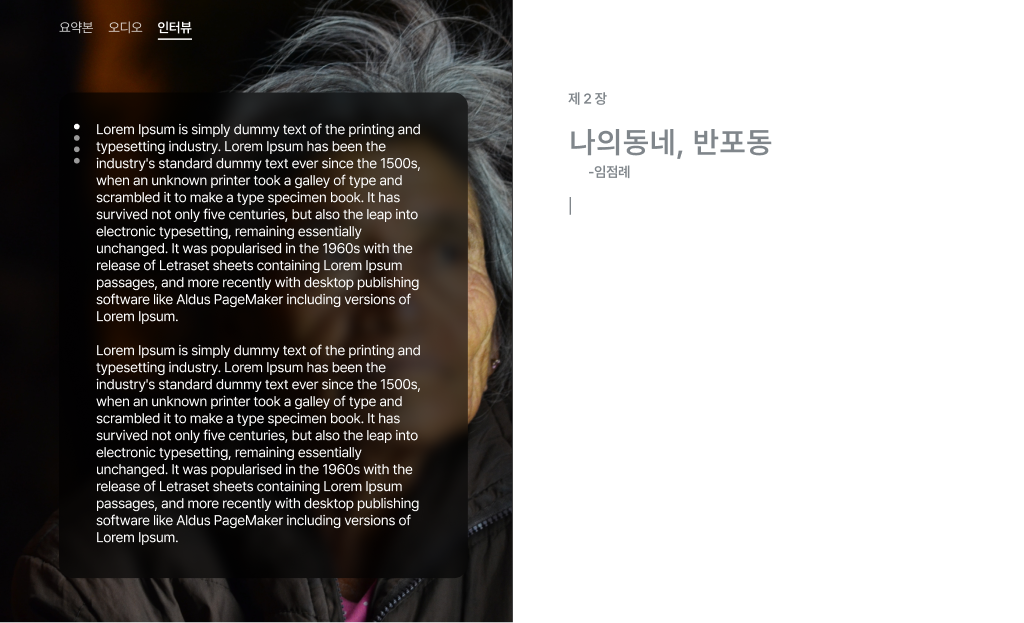 요약본 오디오 인터뷰
Lorem Ipsum is simply dummy text of the printing and
typesetting industry. Lorem Ipsum has been the
industry's standard dummy text ever since the 1500s,
when an unknown printer took a galley of type and
scrambled it to make a type specimen book. It has
survived not only five centuries, but also the leap into
electronic typesetting, remaining essentially
unchanged. It was popularised in the 1960s with the
release of Letraset sheets containing Lorem Ipsum
passages, and more recently with desktop publishing
software like Aldus PageMaker including versions of
Lorem Ipsum.
Lorem Ipsum is simply dummy text of the printing and
typesetting industry. Lorem Ipsum has been the
industry's standard dummy text ever since the 1500s,
when an unknown printer took a galley of type and
scrambled it to make a type specimen book. It has
survived not only five centuries, but also the leap into
electronic typesetting, remaining essentially
unchanged. It was popularised in the 1960s with the
release of Letraset sheets containing Lorem Ipsum
passages, and more recently with desktop publishing
software like Aldus PageMaker including versions of
Lorem Ipsum.
제 2 장
나의동네, 반포동
-임점례